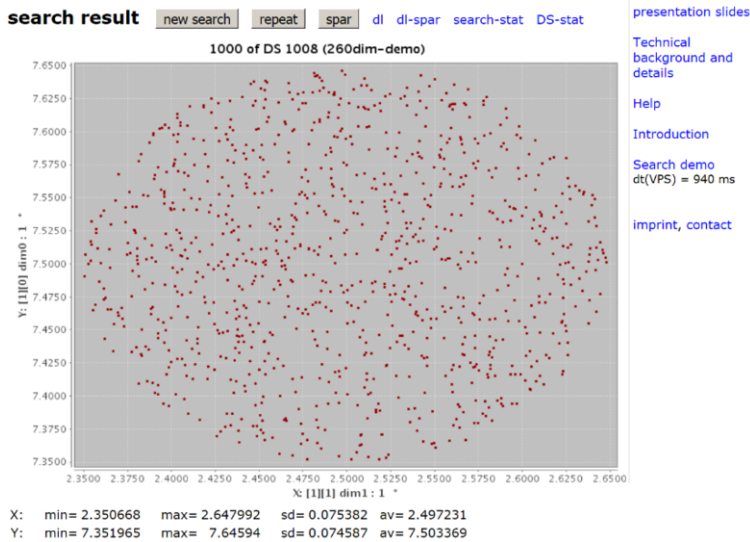 search result new search repeat spar dl dl-spar search-stat DS-stat
1000 of DS 1008 (260dim-demo)
7.6500
7.6250
7.6000
7.5750
7.5500
7.5250
7.5000
7.4750
7.4500
7.4250
7.4000
7.3750
7.3500
Y: [1][0] dim0 : 1 *
2.3500 2.3750 2.4000 2.4250 2.4500 2.4750 2.5000 2.5250 2.5500 2.5750 2.6000 2.6250 2.6500
X: [1][1] dim1 : 1 *
X: min= 2.350668 max= 2.647992 sd= 0.075382 av= 2.497231
Y: min= 7.351965 max= 7.64594 sd= 0.074587 av= 7.503369
presentation slides
Technical
background and
details
Help
Introduction
Search demo
dt(VPS) = 940 ms
imprint, contact